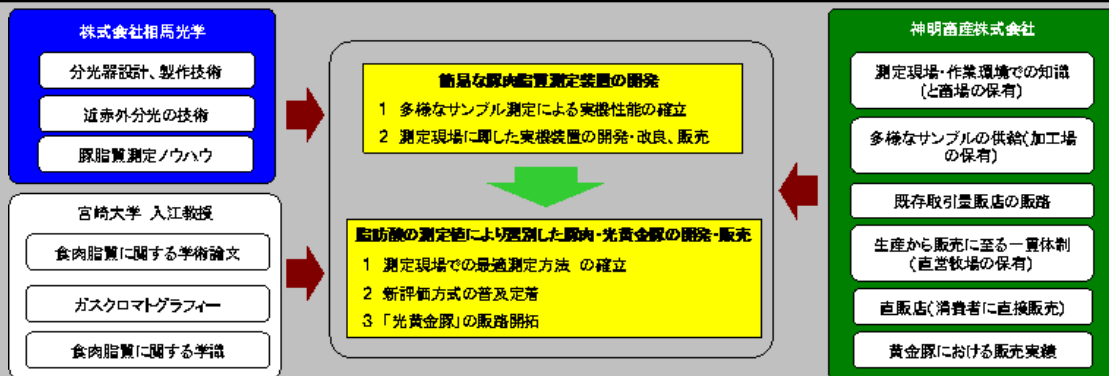 株式会社相馬光学
分光器設計、製作技術
近赤外分光の技術
豚脂質測定ノウハウ
宮崎大学 入江教授
食肉脂質に関する学術論文
ガスクロマトグラフィー
食肉脂質に関する学識
簡易な豚肉脂質測定装置の開発
1 多様なサンプル測定による実機性能の確立
2 測定現場に即した実機装置の開発・改良、販売
脂肪酸の測定値により選別した豚肉・光黄金豚の開発・販売
1 測定現場での最適測定方法 の確立
2 新評価方式の普及定着
3 「光黄金豚」の販路開拓
神明畜産株式会社
測定現場・作業環境での知識
(と畜場の保有)
多様なサンプルの供給(加工場
の保有)
既存取引量販店の販路
生産から販売に至る一貫体制
(直営牧場の保有)
直販店(消費者に直接販売)
黄金豚における販売実績